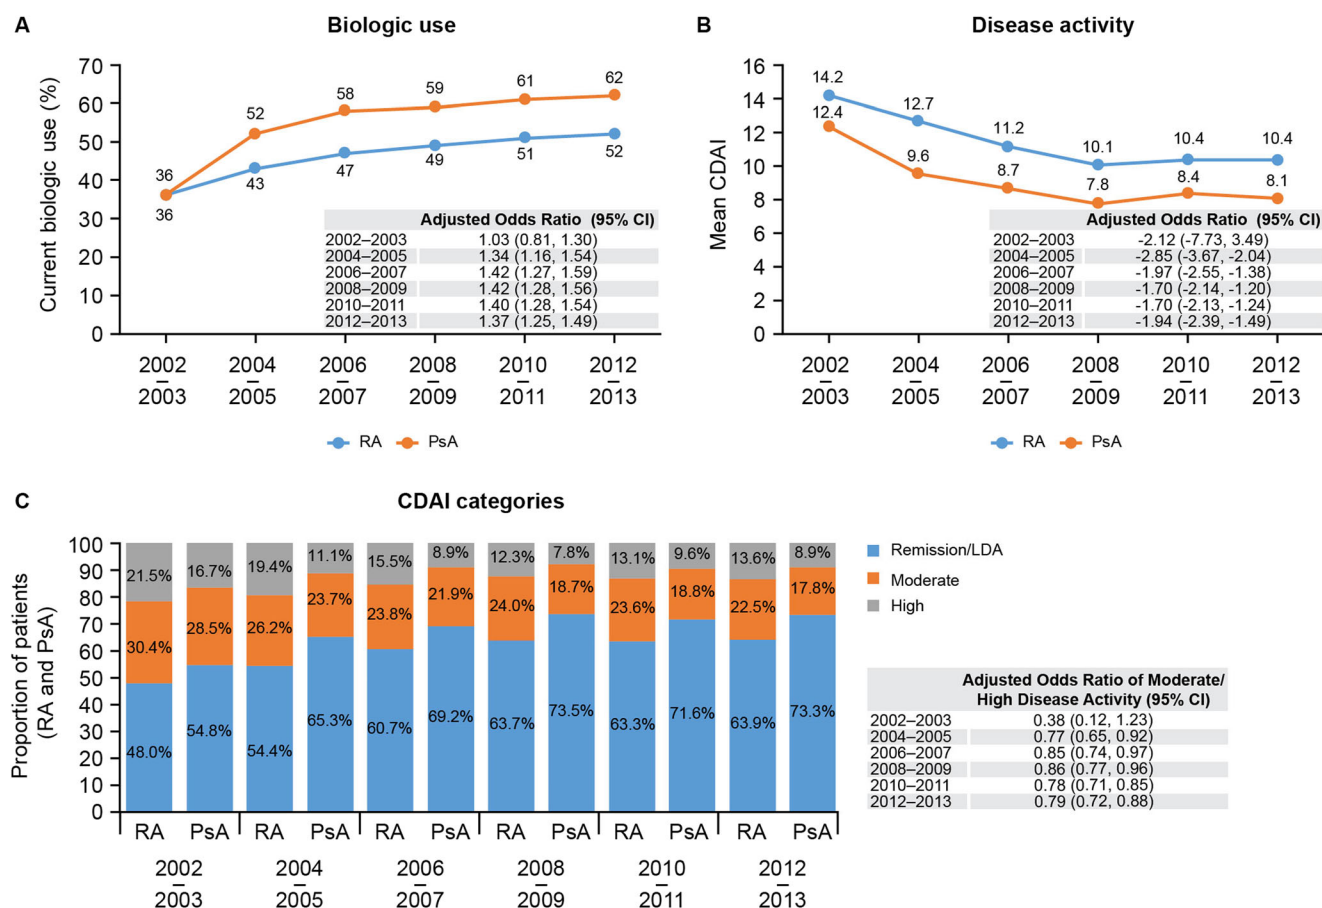 A
Biologic use
Current biologic use (%)
70
60
50
40
30
20
10
0
36
52
58
59
61
62
36
43
47
49
51
52
Adjusted Odds Ratio (95% CI)
2002–2003 1.03 (0.81, 1.30)
2004–2005 1.34 (1.16, 1.54)
2006–2007 1.42 (1.27, 1.59)
2008–2009 1.42 (1.28, 1.56)
2010–2011 1.40 (1.28, 1.54)
2012–2013 1.37 (1.25, 1.49)
2002 2004 2006 2008 2010 2012
– – – – – –
2003 2005 2007 2009 2011 2013
RA PsA
B
Disease activity
Mean CDAI
16
14
12
10
8
6
4
2
0
14.2
12.7
11.2
10.1
10.4
10.4
12.4
9.6
8.7
7.8
8.4
8.1
Adjusted Odds Ratio (95% CI)
2002–2003 -2.12 (-7.73, 3.49)
2004–2005 -2.85 (-3.67, -2.04)
2006–2007 -1.97 (-2.55, -1.38)
2008–2009 -1.70 (-2.14, -1.20)
2010–2011 -1.70 (-2.13, -1.24)
2012–2013 -1.94 (-2.39, -1.49)
2002 2004 2006 2008 2010 2012
– – – – – –
2003 2005 2007 2009 2011 2013
RA PsA
C
CDAI categories
Proportion of patients
(RA and PsA)
100
90
80
70
60
50
40
30
20
10
0
21.5% 16.7% 19.4% 11.1% 15.5% 8.9% 12.3% 7.8% 13.1% 9.6% 13.6% 8.9%
30.4% 28.5% 26.2% 23.7% 23.8% 21.9% 24.0% 18.7% 23.6% 18.8% 22.5% 17.8%
48.0% 54.8% 54.4% 65.3% 60.7% 69.2% 63.7% 73.5% 63.3% 71.6% 63.9% 73.3%
RA PsA RA PsA RA PsA RA PsA RA PsA RA PsA
2002 2004 2006 2008 2010 2012
– – – – – –
2003 2005 2007 2009 2011 2013
Remission/LDA
Moderate
High
Adjusted Odds Ratio of Moderate/
High Disease Activity (95% CI)
2002–2003 0.38 (0.12, 1.23)
2004–2005 0.77 (0.65, 0.92)
2006–2007 0.85 (0.74, 0.97)
2008–2009 0.86 (0.77, 0.96)
2010–2011 0.78 (0.71, 0.85)
2012–2013 0.79 (0.72, 0.88)